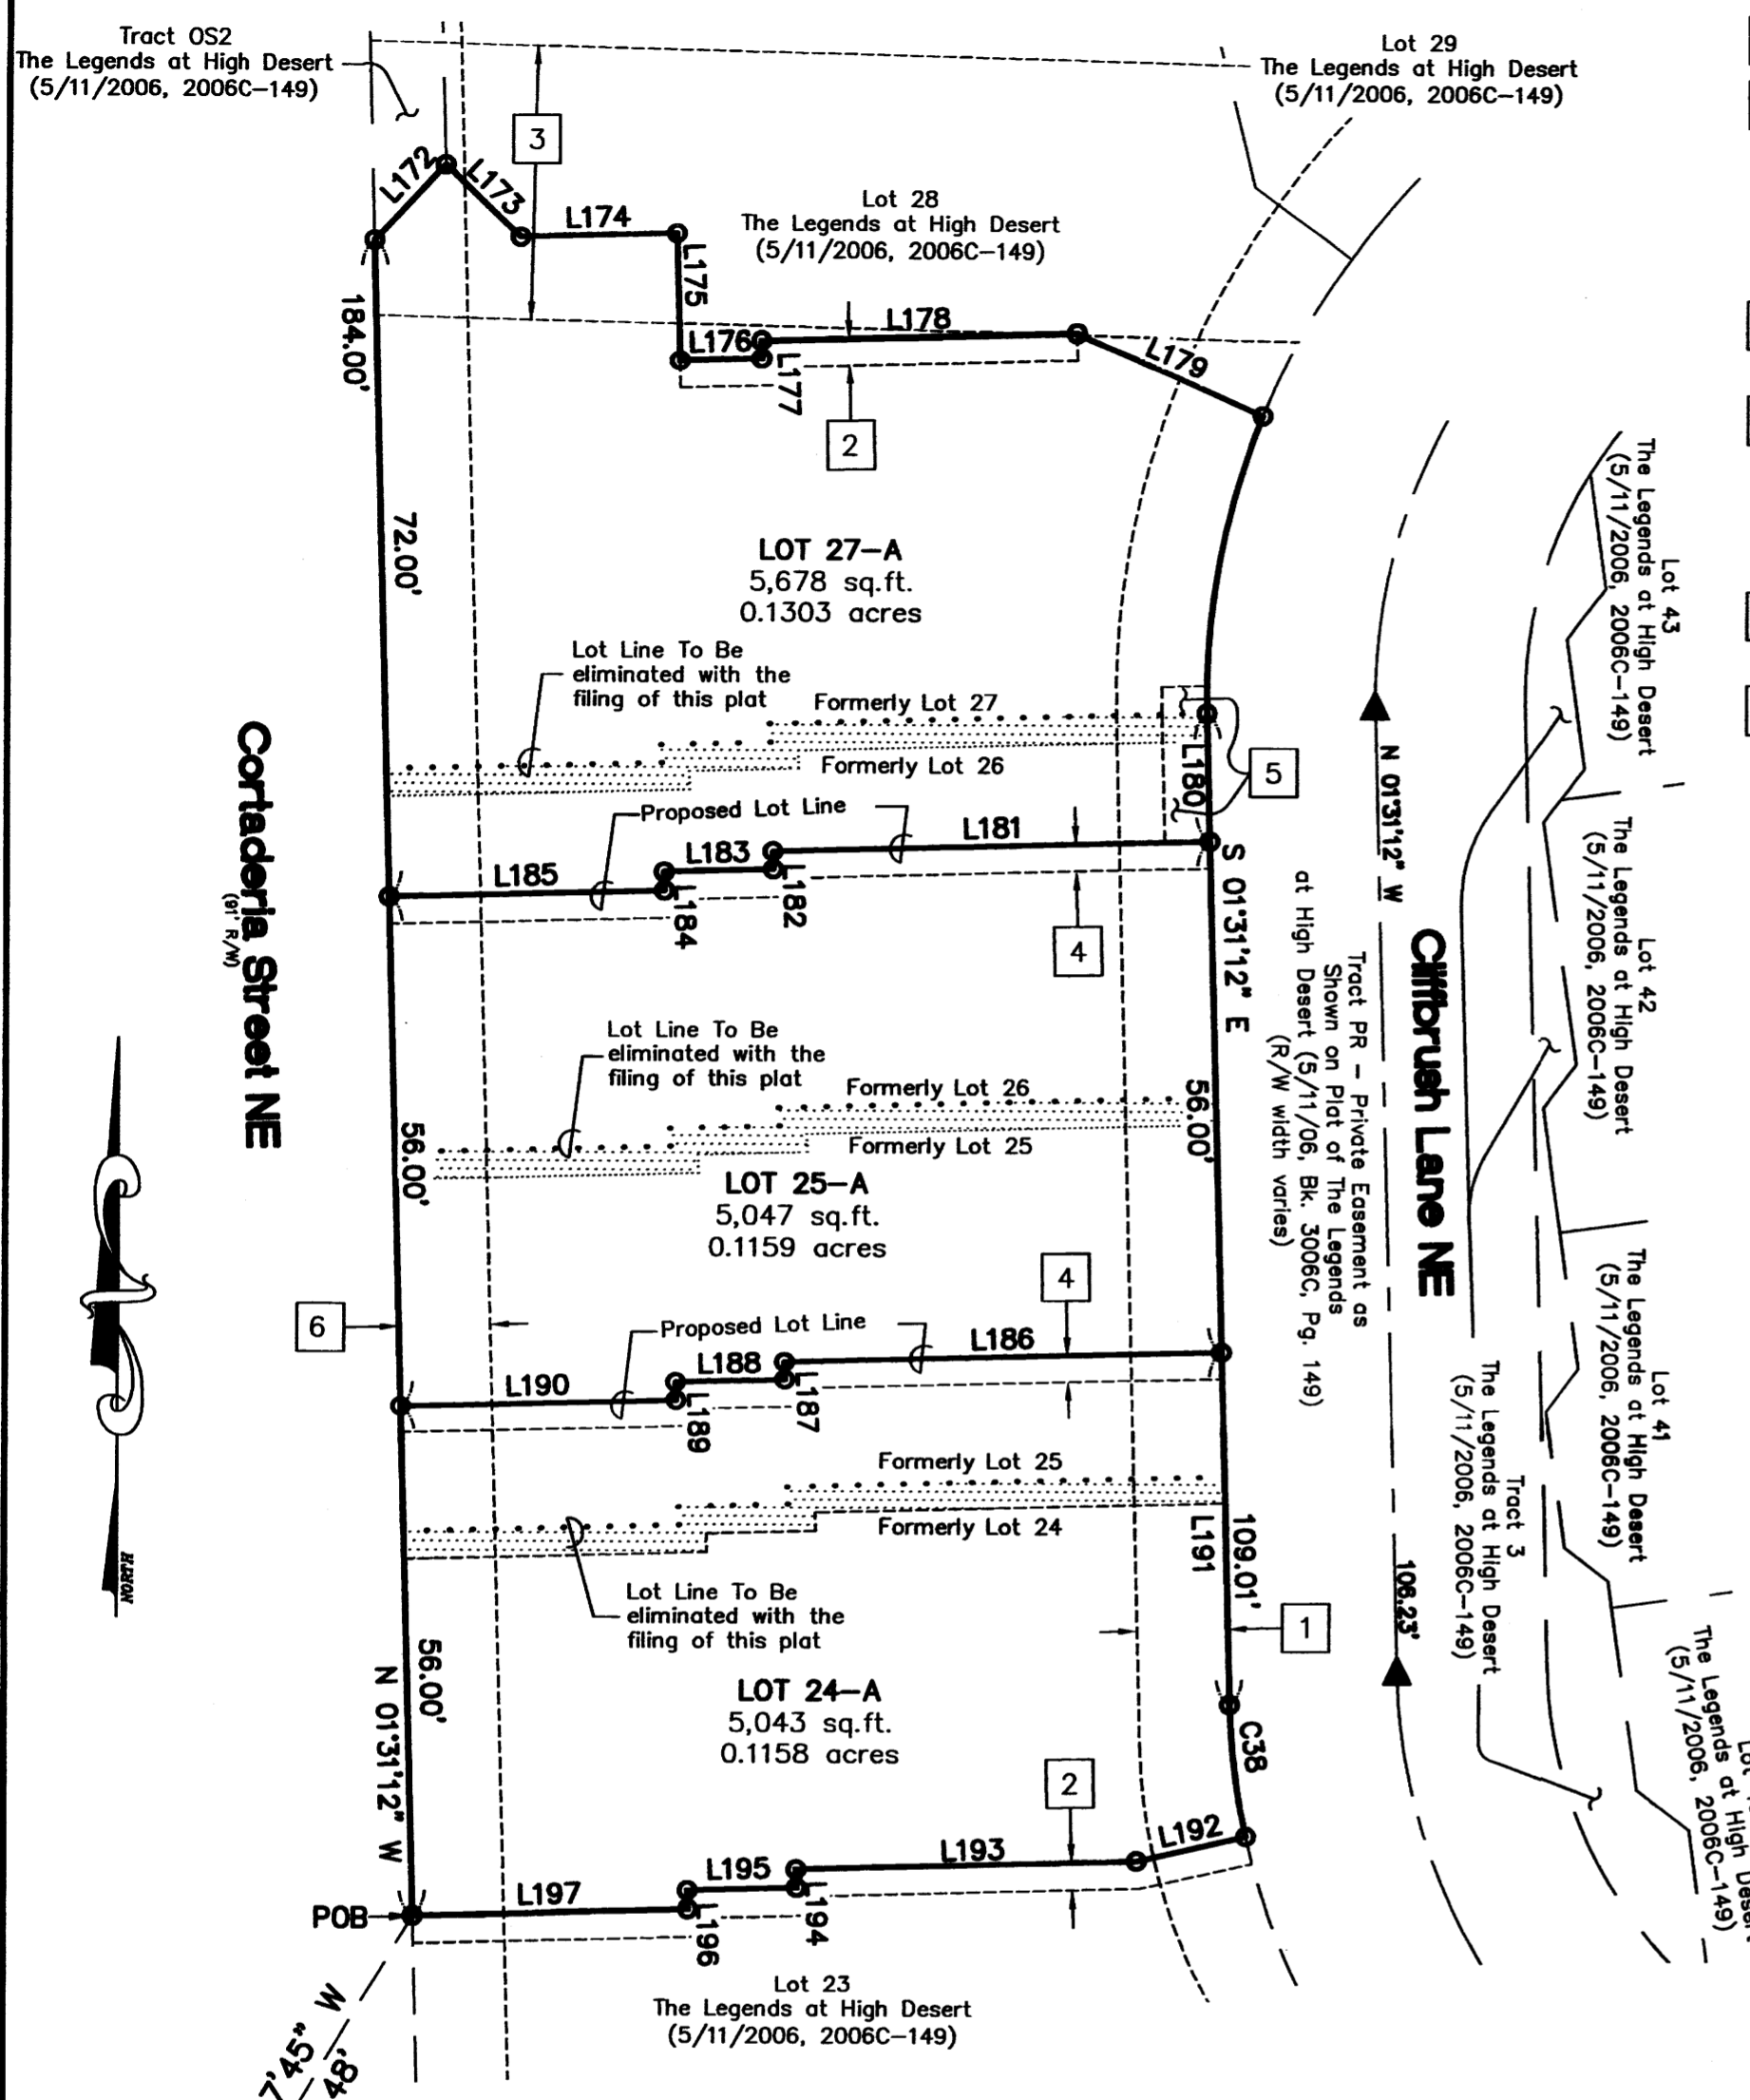 Tract OS2
The Legends at High Desert
(5/11/2006, 2006C-149)
Lot 29
The Legends at High Desert
(5/11/2006, 2006C-149)
3
L172
L173
L174
Lot 28
The Legends at High Desert
(5/11/2006, 2006C-149)
L175
L176
L177
L178
L179
2
184.00'
72.00'
LOT 27-A
5,678 sq.ft.
0.1303 acres
Lot Line To Be
eliminated with the
filing of this plat
Formerly Lot 27
Formerly Lot 26
Proposed Lot Line
L180
5
L181
L182
L183
L184
L185
4
S 01°31'12" E
N 01°31'12" W
Cliffbrush Lane NE
Tract PR - Private Easement as
Shown on Plat of The Legends
at High Desert (5/11/06, Bk. 3006C, Pg. 149)
(R/W width varies)
Lot 43
The Legends at High Desert
(5/11/2006, 2006C-149)
Lot 42
The Legends at High Desert
(5/11/2006, 2006C-149)
Lot 41
The Legends at High Desert
(5/11/2006, 2006C-149)
Tract 3
The Legends at High Desert
(5/11/2006, 2006C-149)
The Legends at High Desert
(5/11/2006, 2006C-149)
Cortaderia Street NE
(91' R/W)
Lot Line To Be
eliminated with the
filing of this plat
Formerly Lot 26
Formerly Lot 25
56.00'
56.00'
LOT 25-A
5,047 sq.ft.
0.1159 acres
4
6
Proposed Lot Line
L186
L187
L188
L189
L190
Formerly Lot 25
Formerly Lot 24
L191
109.01'
106.23'
1
Lot Line To Be
eliminated with the
filing of this plat
NORTH
56.00'
N 01°31'12" W
LOT 24-A
5,043 sq.ft.
0.1158 acres
C38
2
L192
L193
L194
L195
L196
L197
POB
Lot 23
The Legends at High Desert
(5/11/2006, 2006C-149)
7'45" W
48'